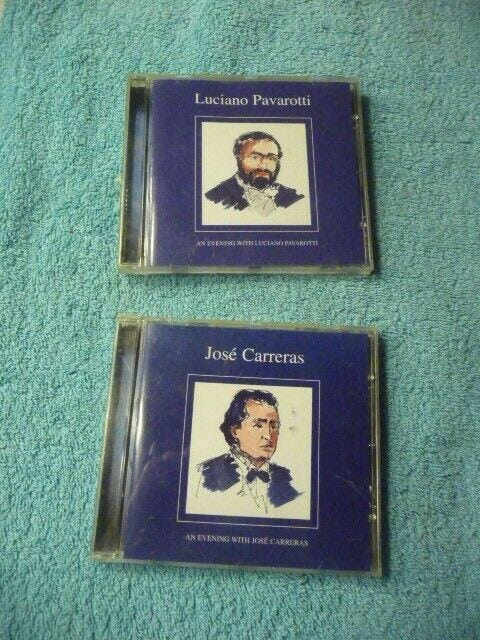 Luciano Pavarotti
AN EVENING WITH LUCIANO PAVAROTTI
José Carreras
AN EVENING WITH JOSÉ CARRERAS